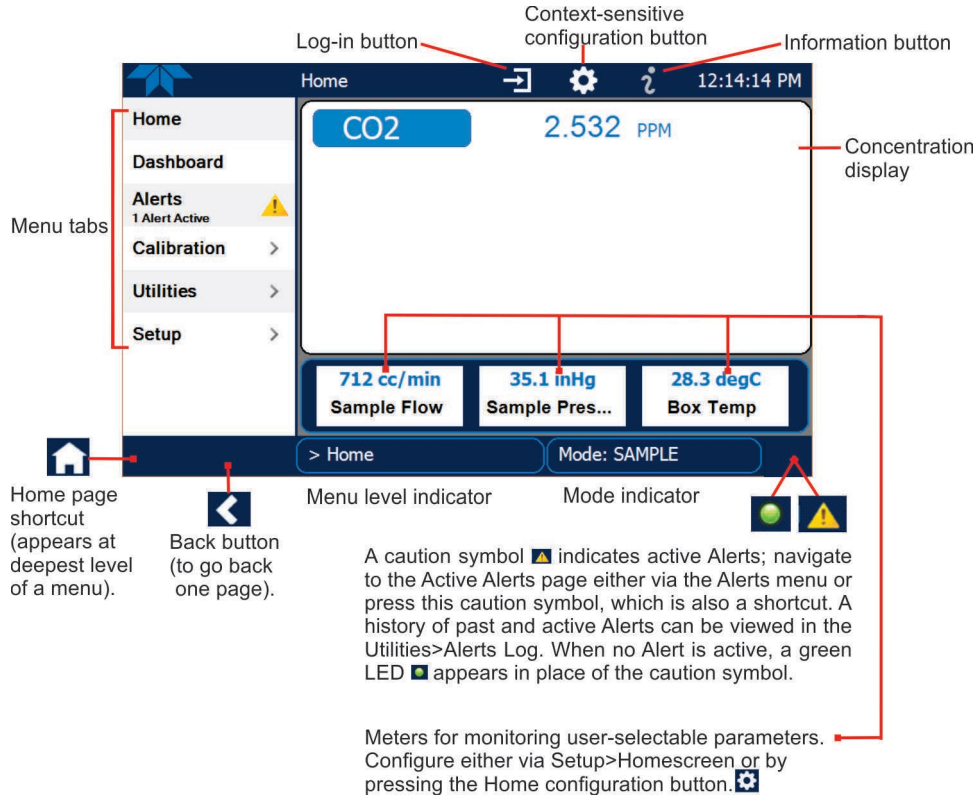 Context-sensitive
configuration button
Log-in button
Information button
Home
12:14:14 PM
Home
Dashboard
Alerts
1 Alert Active
Calibration
Utilities
Setup
Menu tabs
CO2
2.532 PPM
Concentration
display
712 cc/min
Sample Flow
35.1 inHg
Sample Pres...
28.3 degC
Box Temp
> Home
Mode: SAMPLE
Home page
shortcut
(appears at
deepest level
of a menu).
Back button
(to go back
one page).
Menu level indicator
Mode indicator
A caution symbol indicates active Alerts; navigate
to the Active Alerts page either via the Alerts menu or
press this caution symbol, which is also a shortcut. A
history of past and active Alerts can be viewed in the
Utilities>Alerts Log. When no Alert is active, a green
LED appears in place of the caution symbol.
Meters for monitoring user-selectable parameters.
Configure either via Setup>Homescreen or by
pressing the Home configuration button.